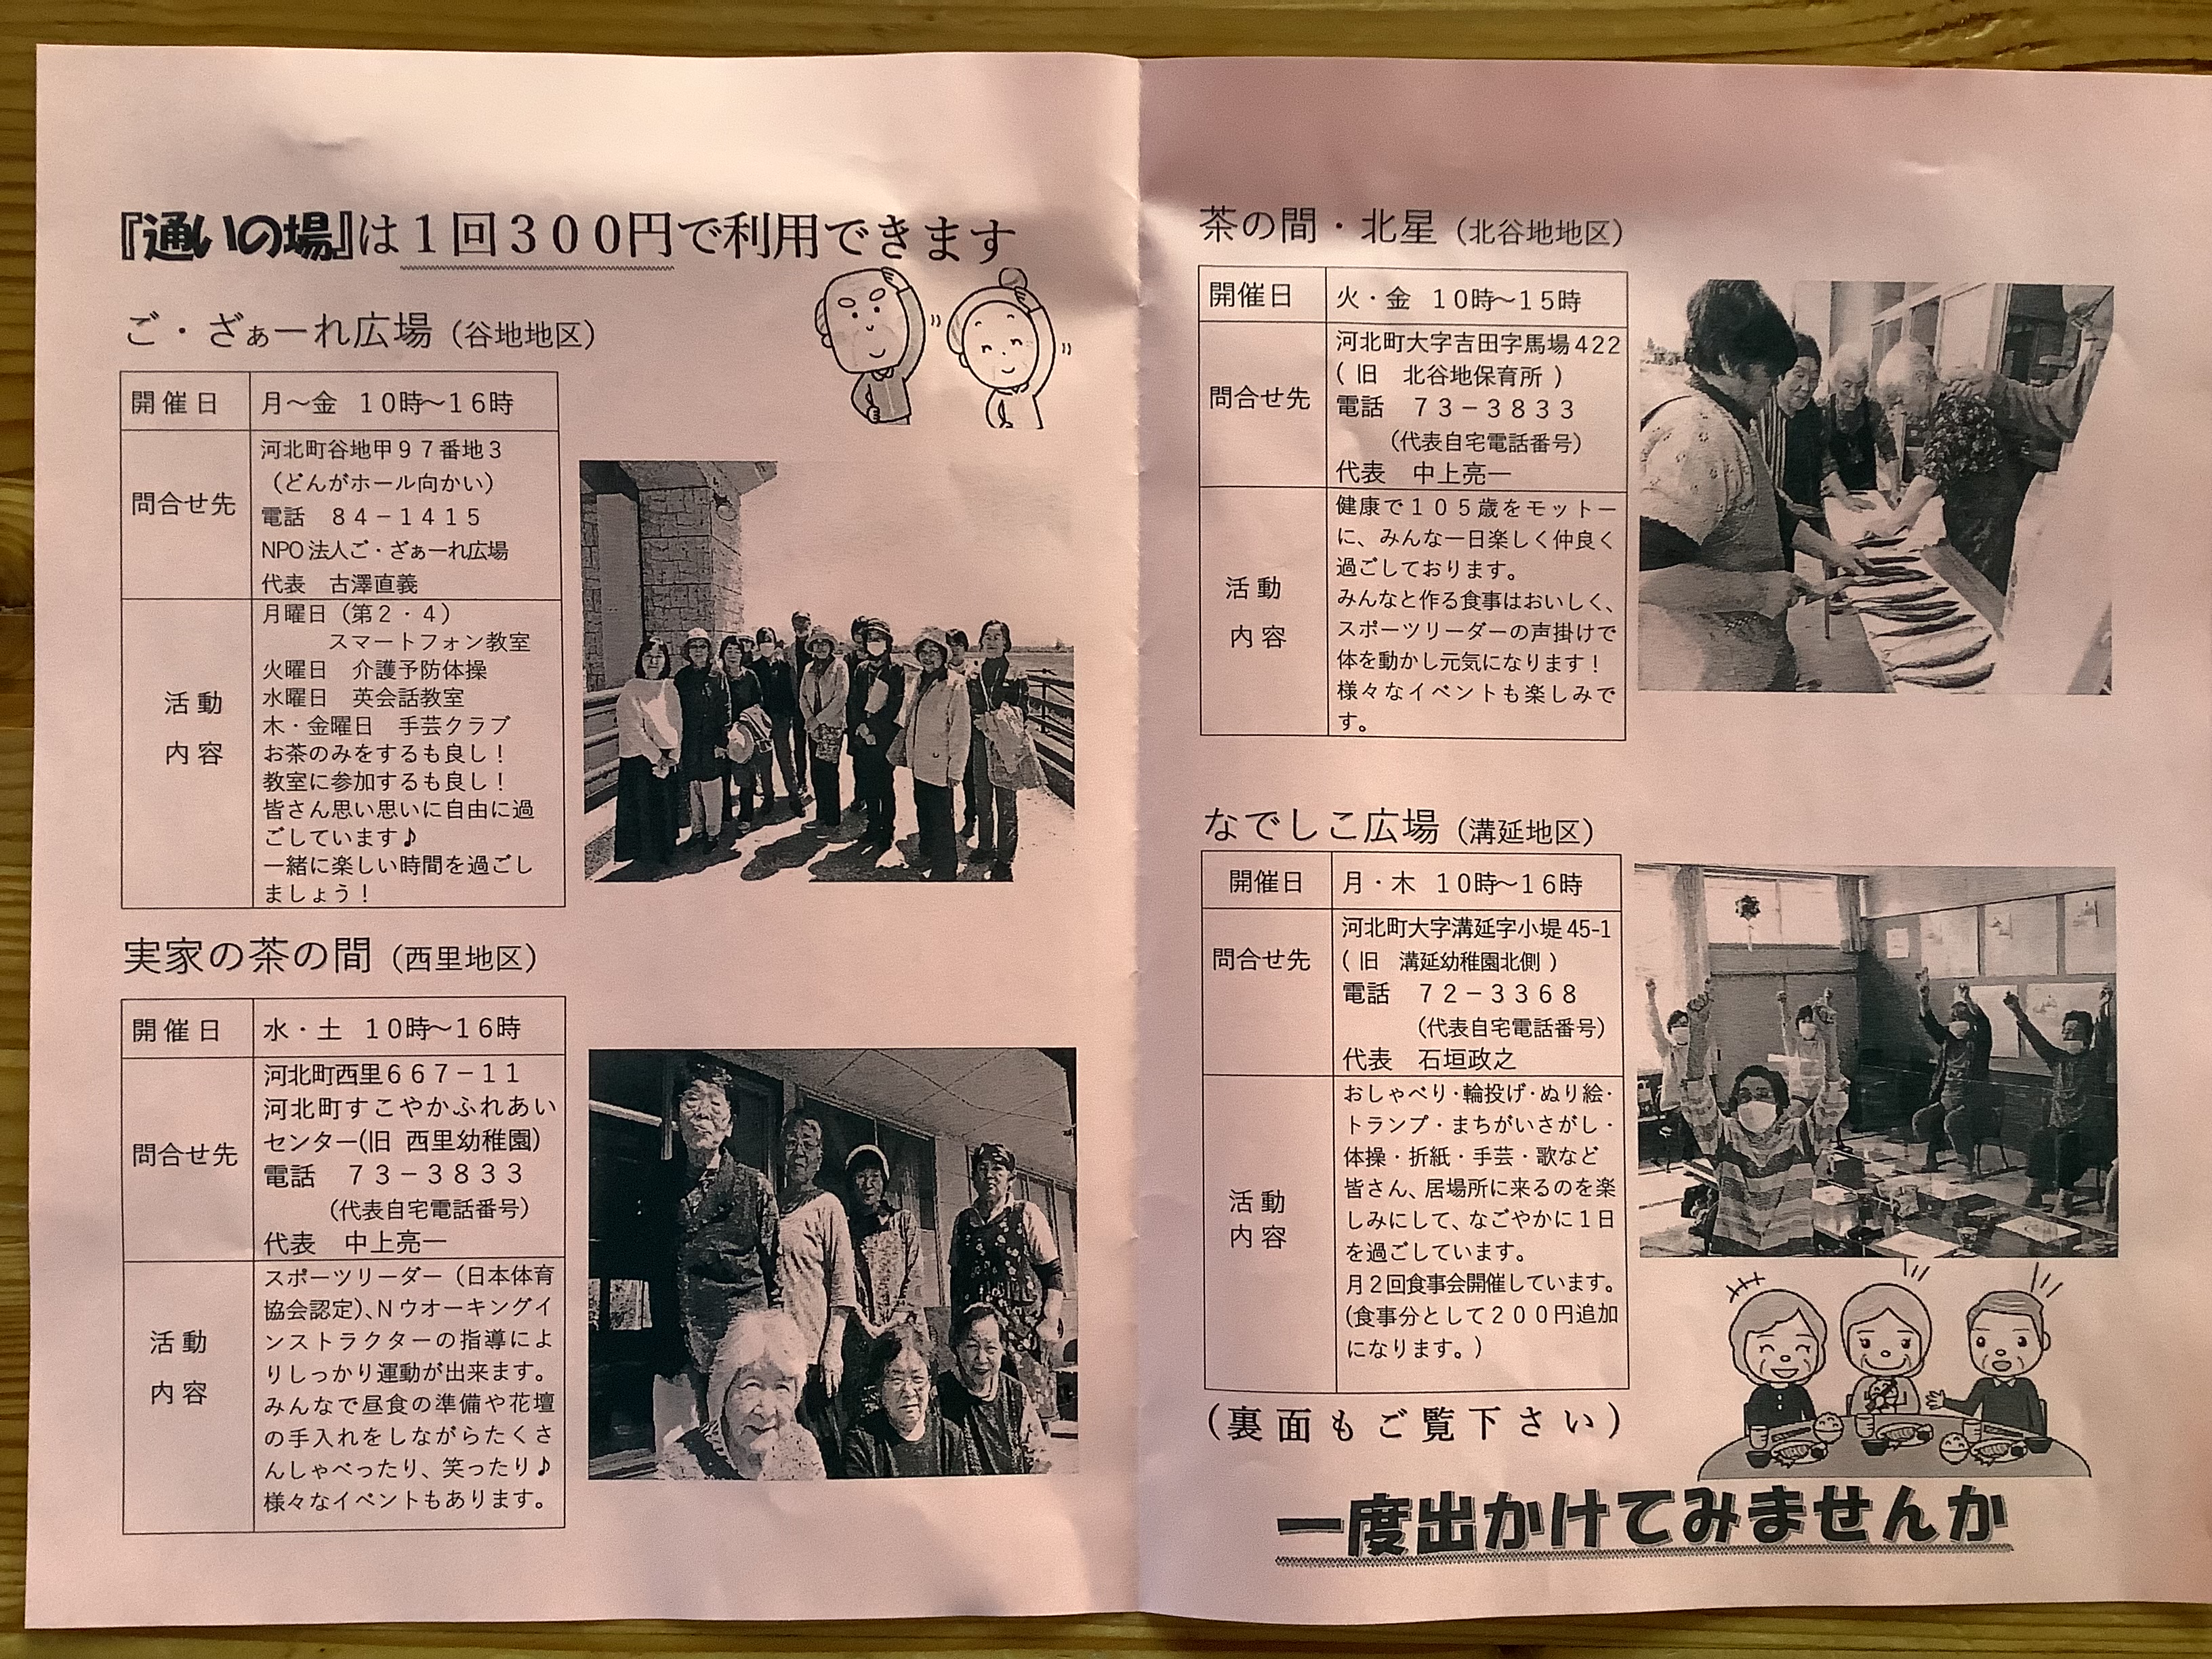 『通いの場』は１回３００円で利用できます
ご・ざぁーれ広場（谷地地区）
開催日 月～金 １０時～１６時
問合せ先
河北町谷地甲９７番地３
（どんがホール向かい）
電話 ８４－１４１５
NPO法人ご・ざぁーれ広場
代表 古澤直義
活動
内容
月曜日（第２・４）
スマートフォン教室
火曜日 介護予防体操
水曜日 英会話教室
木・金曜日 手芸クラブ
お茶のみをするも良し！
教室に参加するも良し！
皆さん思い思いに自由に過
ごしています♪
一緒に楽しい時間を過ごし
ましょう！
実家の茶の間（西里地区）
開催日 水・土 １０時～１６時
問合せ先
河北町西里６６７－１１
河北町すこやかふれあい
センター(旧 西里幼稚園)
電話 ７３－３８３３
（代表自宅電話番号）
代表 中上亮一
活動
内容
スポーツリーダー（日本体育
協会認定）、Nウオーキングイ
ンストラクターの指導によ
りしっかり運動が出来ます。
みんなで昼食の準備や花壇
の手入れをしながらたくさ
んしゃべったり、笑ったり♪
様々なイベントもあります。
茶の間・北星（北谷地地区）
開催日 火・金 １０時～１５時
問合せ先
河北町大字吉田字馬場422
( 旧 北谷地保育所 )
電話 ７３－３８３３
（代表自宅電話番号）
代表 中上亮一
活動
内容
健康で１０５歳をモットー
に、みんな一日楽しく仲良く
過ごしております。
みんなと作る食事はおいしく、
スポーツリーダーの声掛けで
体を動かし元気になります！
様々なイベントも楽しみで
す。
なでしこ広場（溝延地区）
開催日 月・木 １０時～１６時
問合せ先
河北町大字溝延字小堤45-1
( 旧 溝延幼稚園北側 )
電話 ７２－３３６８
（代表自宅電話番号）
代表 石垣政之
活動
内容
おしゃべり・輪投げ・ぬり絵・
トランプ・まちがいさがし・
体操・折紙・手芸・歌など
皆さん、居場所に来るのを楽
しみにして、なごやかに１日
を過ごしています。
月２回食事会開催しています。
(食事分として２００円追加
になります。)
（裏面もご覧下さい）
一度出かけてみませんか